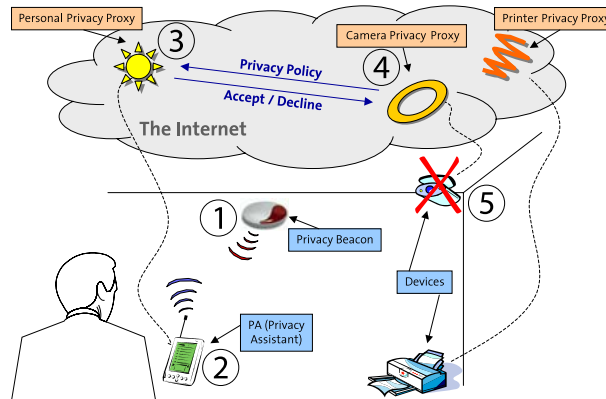 Personal Privacy Proxy
Printer Privacy Proxy
3
Camera Privacy Proxy
4
Privacy Policy
Accept / Decline
The Internet
1
5
Privacy Beacon
Devices
PA (Privacy
Assistant)
2